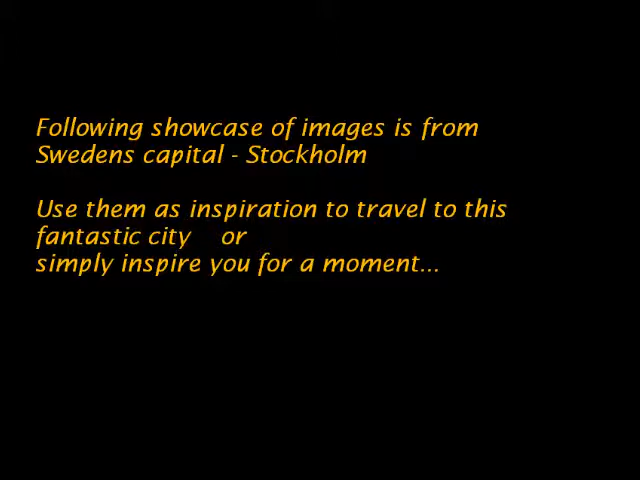 Following showcase of images is from
Swedens capital - Stockholm
Use them as inspiration to travel to this
fantastic city    or
simply inspire you for a moment...